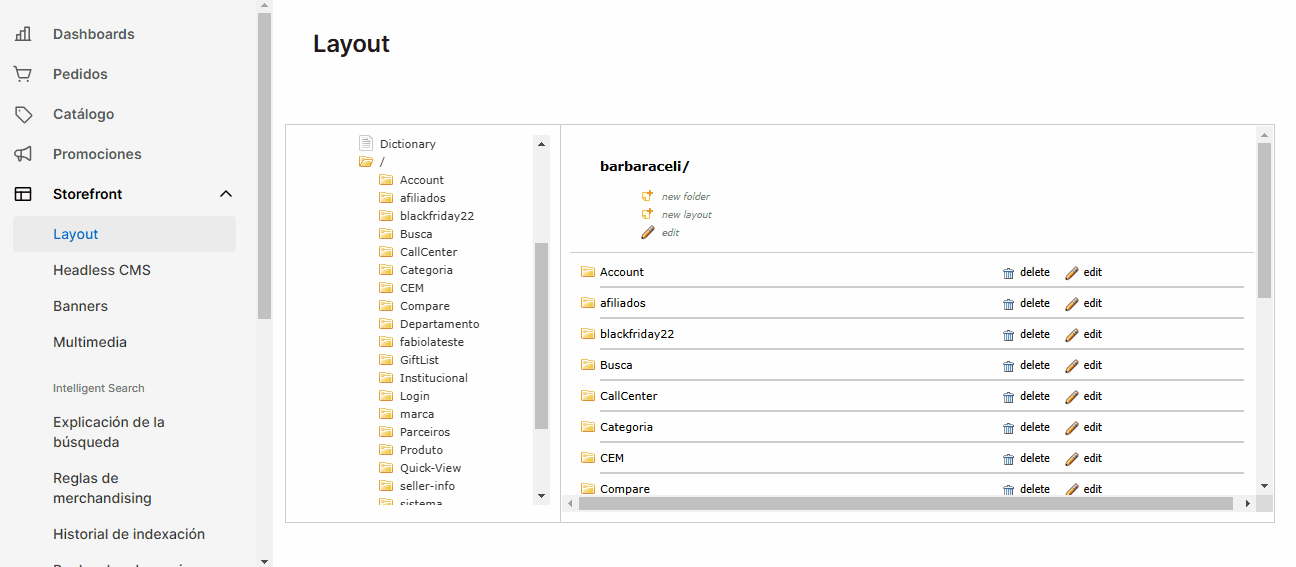 Dashboards
Pedidos
Catálogo
Promociones
Storefront
Layout
Headless CMS
Banners
Multimedia
Intelligent Search
Explicación de la
búsqueda
Reglas de
merchandising
Historial de indexación
Layout
Dictionary
/
Account
afiliados
blackfriday22
Busca
CallCenter
Categoria
CEM
Compare
Departamento
fabiolateste
GiftList
Institucional
Login
marca
Parceiros
Produto
Quick-View
seller-info
sistema
barbaraceli/
new folder
new layout
edit
Account delete edit
afiliados delete edit
blackfriday22 delete edit
Busca delete edit
CallCenter delete edit
Categoria delete edit
CEM delete edit
Compare delete edit